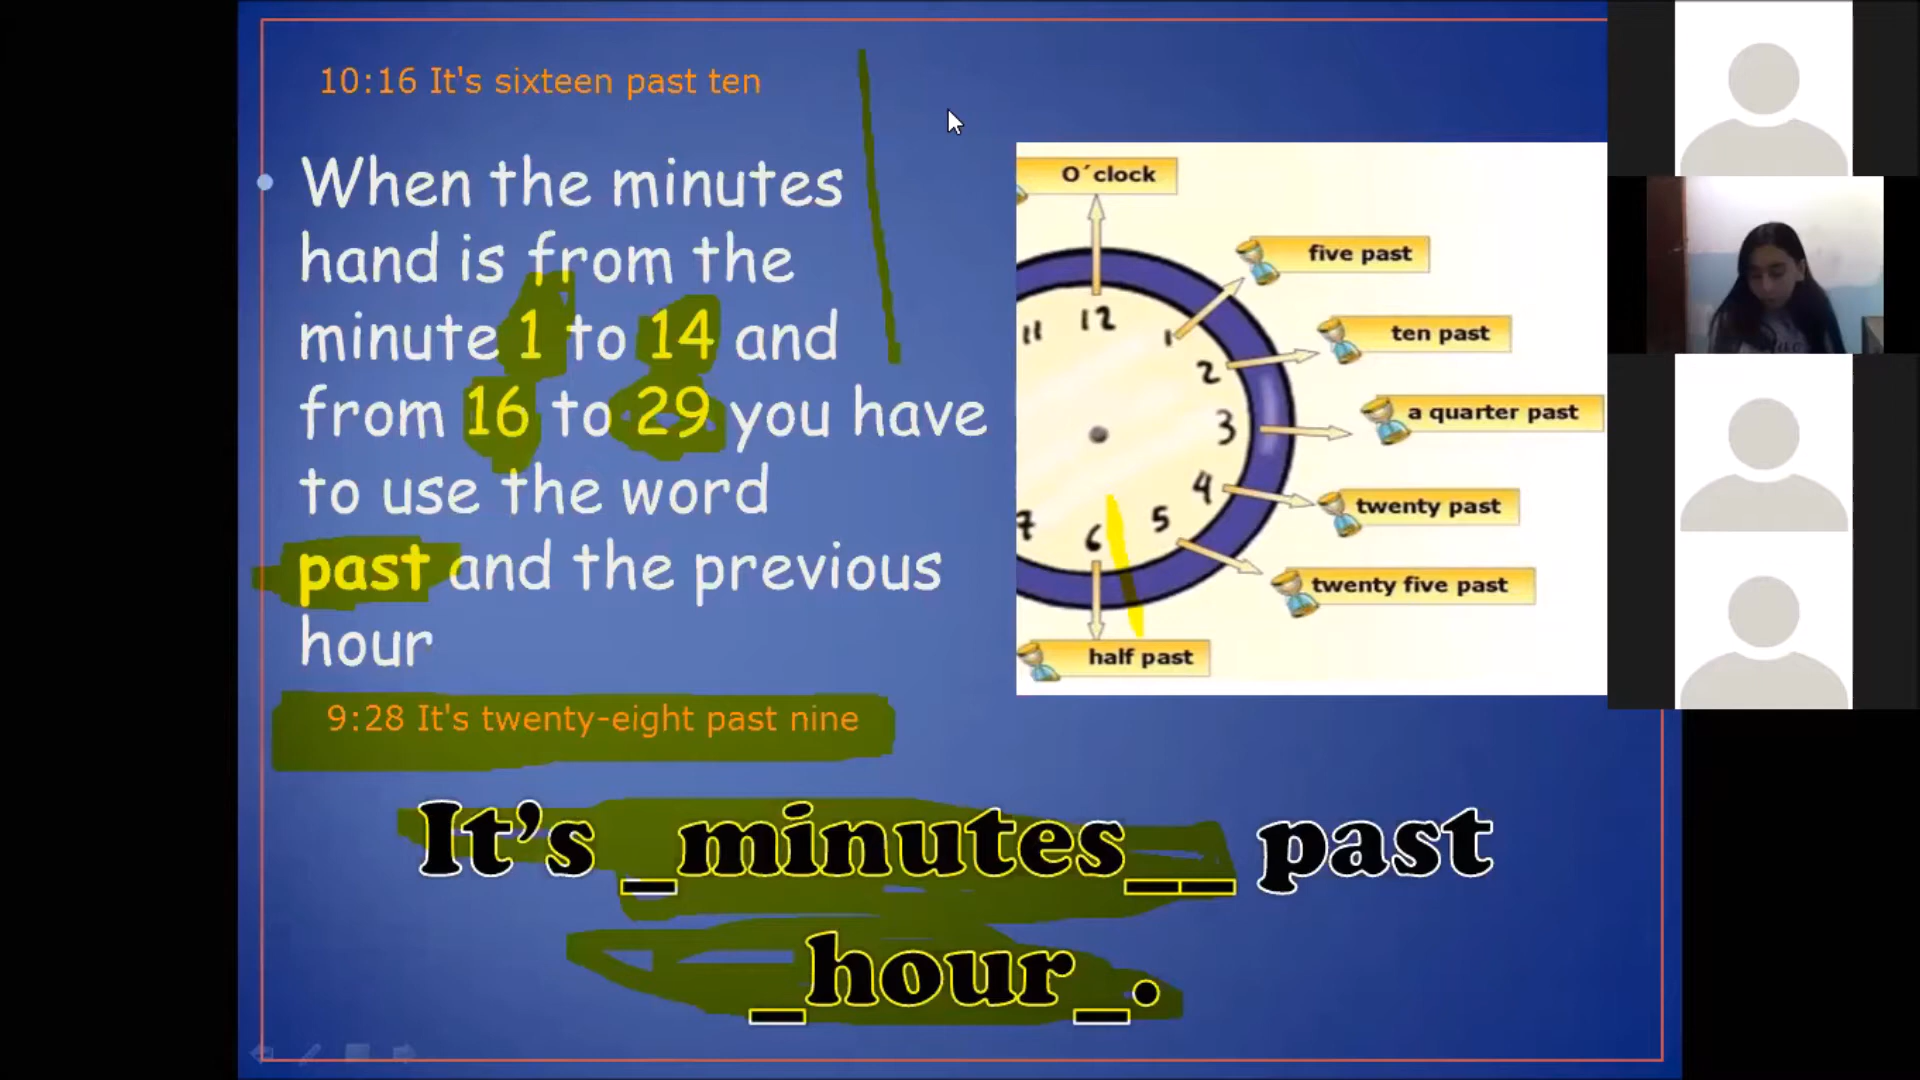 10:16 It's sixteen past ten
When the minutes
hand is from the
minute 1 to 14 and
from 16 to 29 you have
to use the word
past and the previous
hour
9:28 It's twenty-eight past nine
It's _minutes__ past
_hour_.
O´clock
five past
ten past
a quarter past
twenty past
twenty five past
half past
11
12
1
2
3
4
5
6
7